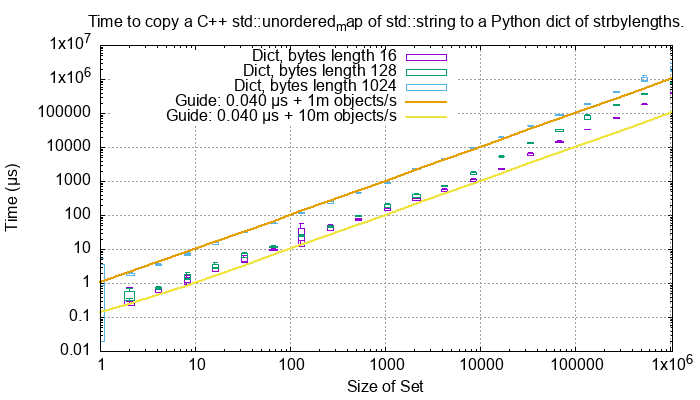 Time to copy a C++ std::unordered_map of std::string to a Python dict of strbylengths.
1x10^7
1x10^6
100000
10000
1000
100
10
1
0.1
0.01
Time (µs)
Dict, bytes length 16
Dict, bytes length 128
Dict, bytes length 1024
Guide: 0.040 µs + 1m objects/s
Guide: 0.040 µs + 10m objects/s
1 10 100 1000 10000 100000 1x10^6
Size of Set